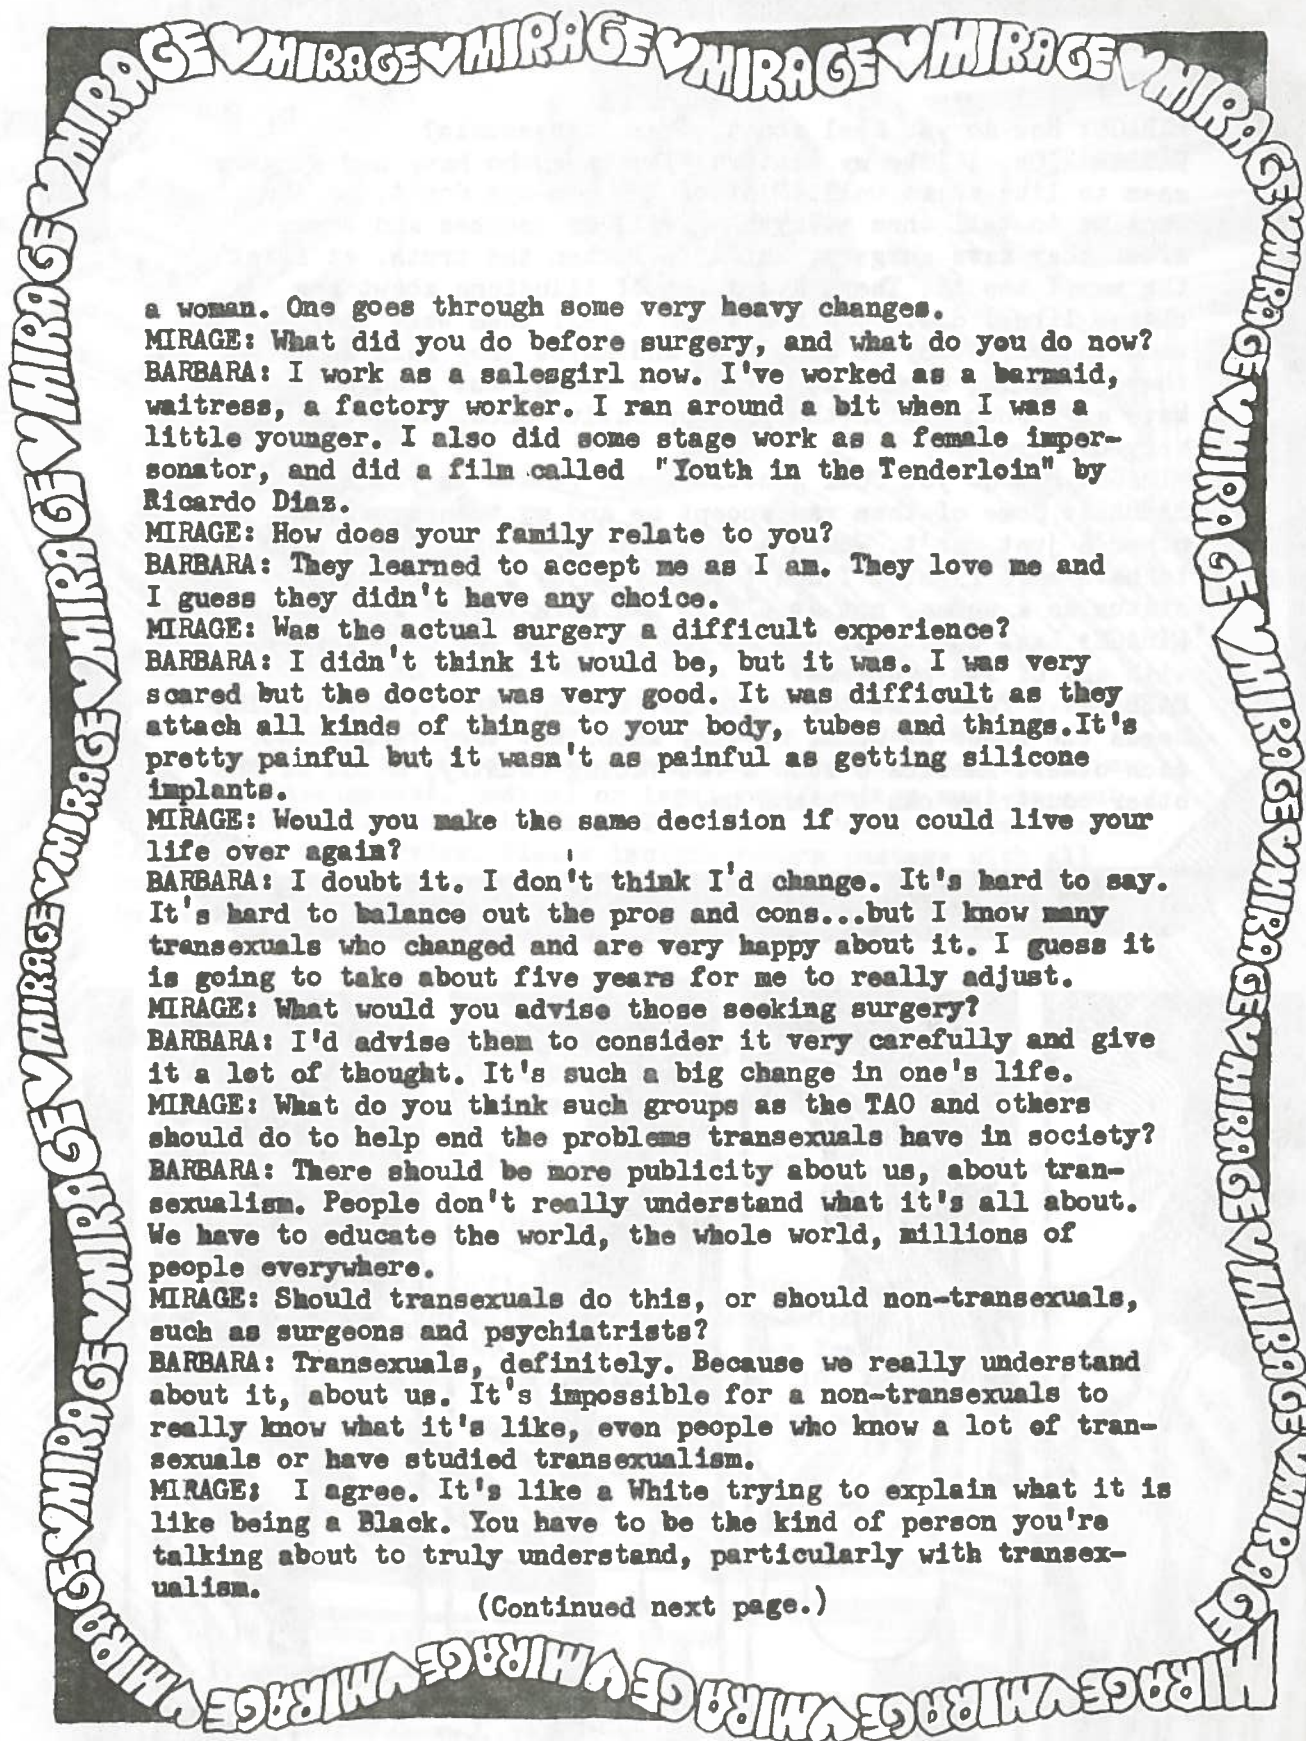 MIRAGE MIRAGE MIRAGE MIRAGE MIRAGE MIRAGE
a woman. One goes through some very heavy changes.
MIRAGE: What did you do before surgery, and what do you do now?
BARBARA: I work as a salesgirl now. I've worked as a barmaid,
waitress, a factory worker. I ran around a bit when I was a
little younger. I also did some stage work as a female imper-
sonator, and did a film called "Youth in the Tenderloin" by
Ricardo Dias.
MIRAGE: How does your family relate to you?
BARBARA: They learned to accept me as I am. They love me and
I guess they didn't have any choice.
MIRAGE: Was the actual surgery a difficult experience?
BARBARA: I didn't think it would be, but it was. I was very
scared but the doctor was very good. It was difficult as they
attach all kinds of things to your body, tubes and things.It's
pretty painful but it wasn't as painful as getting silicone
implants.
MIRAGE: Would you make the same decision if you could live your
life over again?
BARBARA: I doubt it. I don't think I'd change. It's hard to say.
It's hard to balance out the pros and cons...but I know many
transexuals who changed and are very happy about it. I guess it
is going to take about five years for me to really adjust.
MIRAGE: What would you advise those seeking surgery?
BARBARA: I'd advise them to consider it very carefully and give
it a lot of thought. It's such a big change in one's life.
MIRAGE: What do you think such groups as the TAO and others
should do to help end the problems transexuals have in society?
BARBARA: There should be more publicity about us, about tran-
sexualism. People don't really understand what it's all about.
We have to educate the world, the whole world, millions of
people everywhere.
MIRAGE: Should transexuals do this, or should non-transexuals,
such as surgeons and psychiatrists?
BARBARA: Transexuals, definitely. Because we really understand
about it, about us. It's impossible for a non-transexuals to
really know what it's like, even people who know a lot of tran-
sexuals or have studied transexualism.
MIRAGE: I agree. It's like a White trying to explain what it is
like being a Black. You have to be the kind of person you're
talking about to truly understand, particularly with transex-
ualism.
(Continued next page.)
MIRAGE MIRAGE MIRAGE MIRAGE MIRAGE MIRAGE